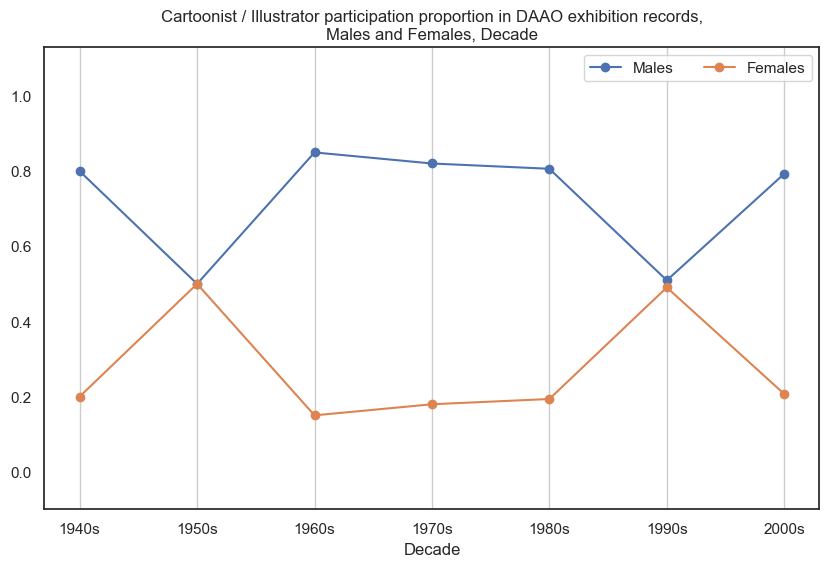 Cartoonist / Illustrator participation proportion in DAAO exhibition records,
Males and Females, Decade
Males
Females
1.0
0.8
0.6
0.4
0.2
0.0
1940s 1950s 1960s 1970s 1980s 1990s 2000s
Decade